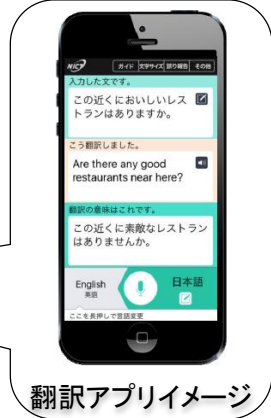 NICT
ガイド 文字サイズ 誤り報告 その他
入力した文です。
この近くにおいしいレス
トランはありますか。
こう翻訳しました。
Are there any good
restaurants near here?
翻訳の意味はこれです。
この近くに素敵なレストラン
はありませんか。
English
英語
日本語
ここを長押しで言語変更
翻訳アプリイメージ